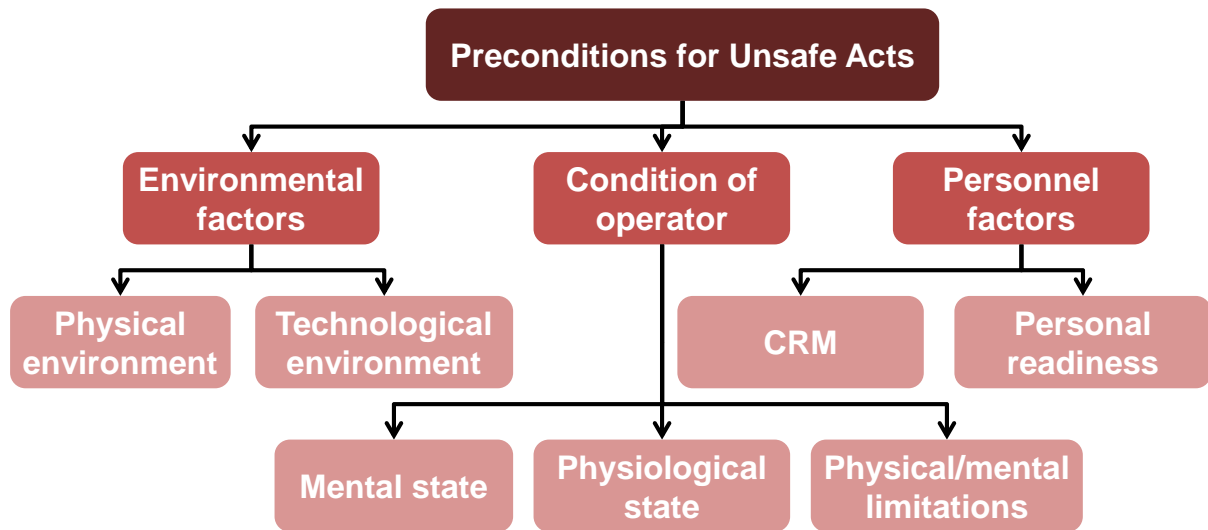 Preconditions for Unsafe Acts
Environmental
factors
Condition of
operator
Personnel
factors
Physical
environment
Technological
environment
CRM
Personal
readiness
Mental state
Physiological
state
Physical/mental
limitations